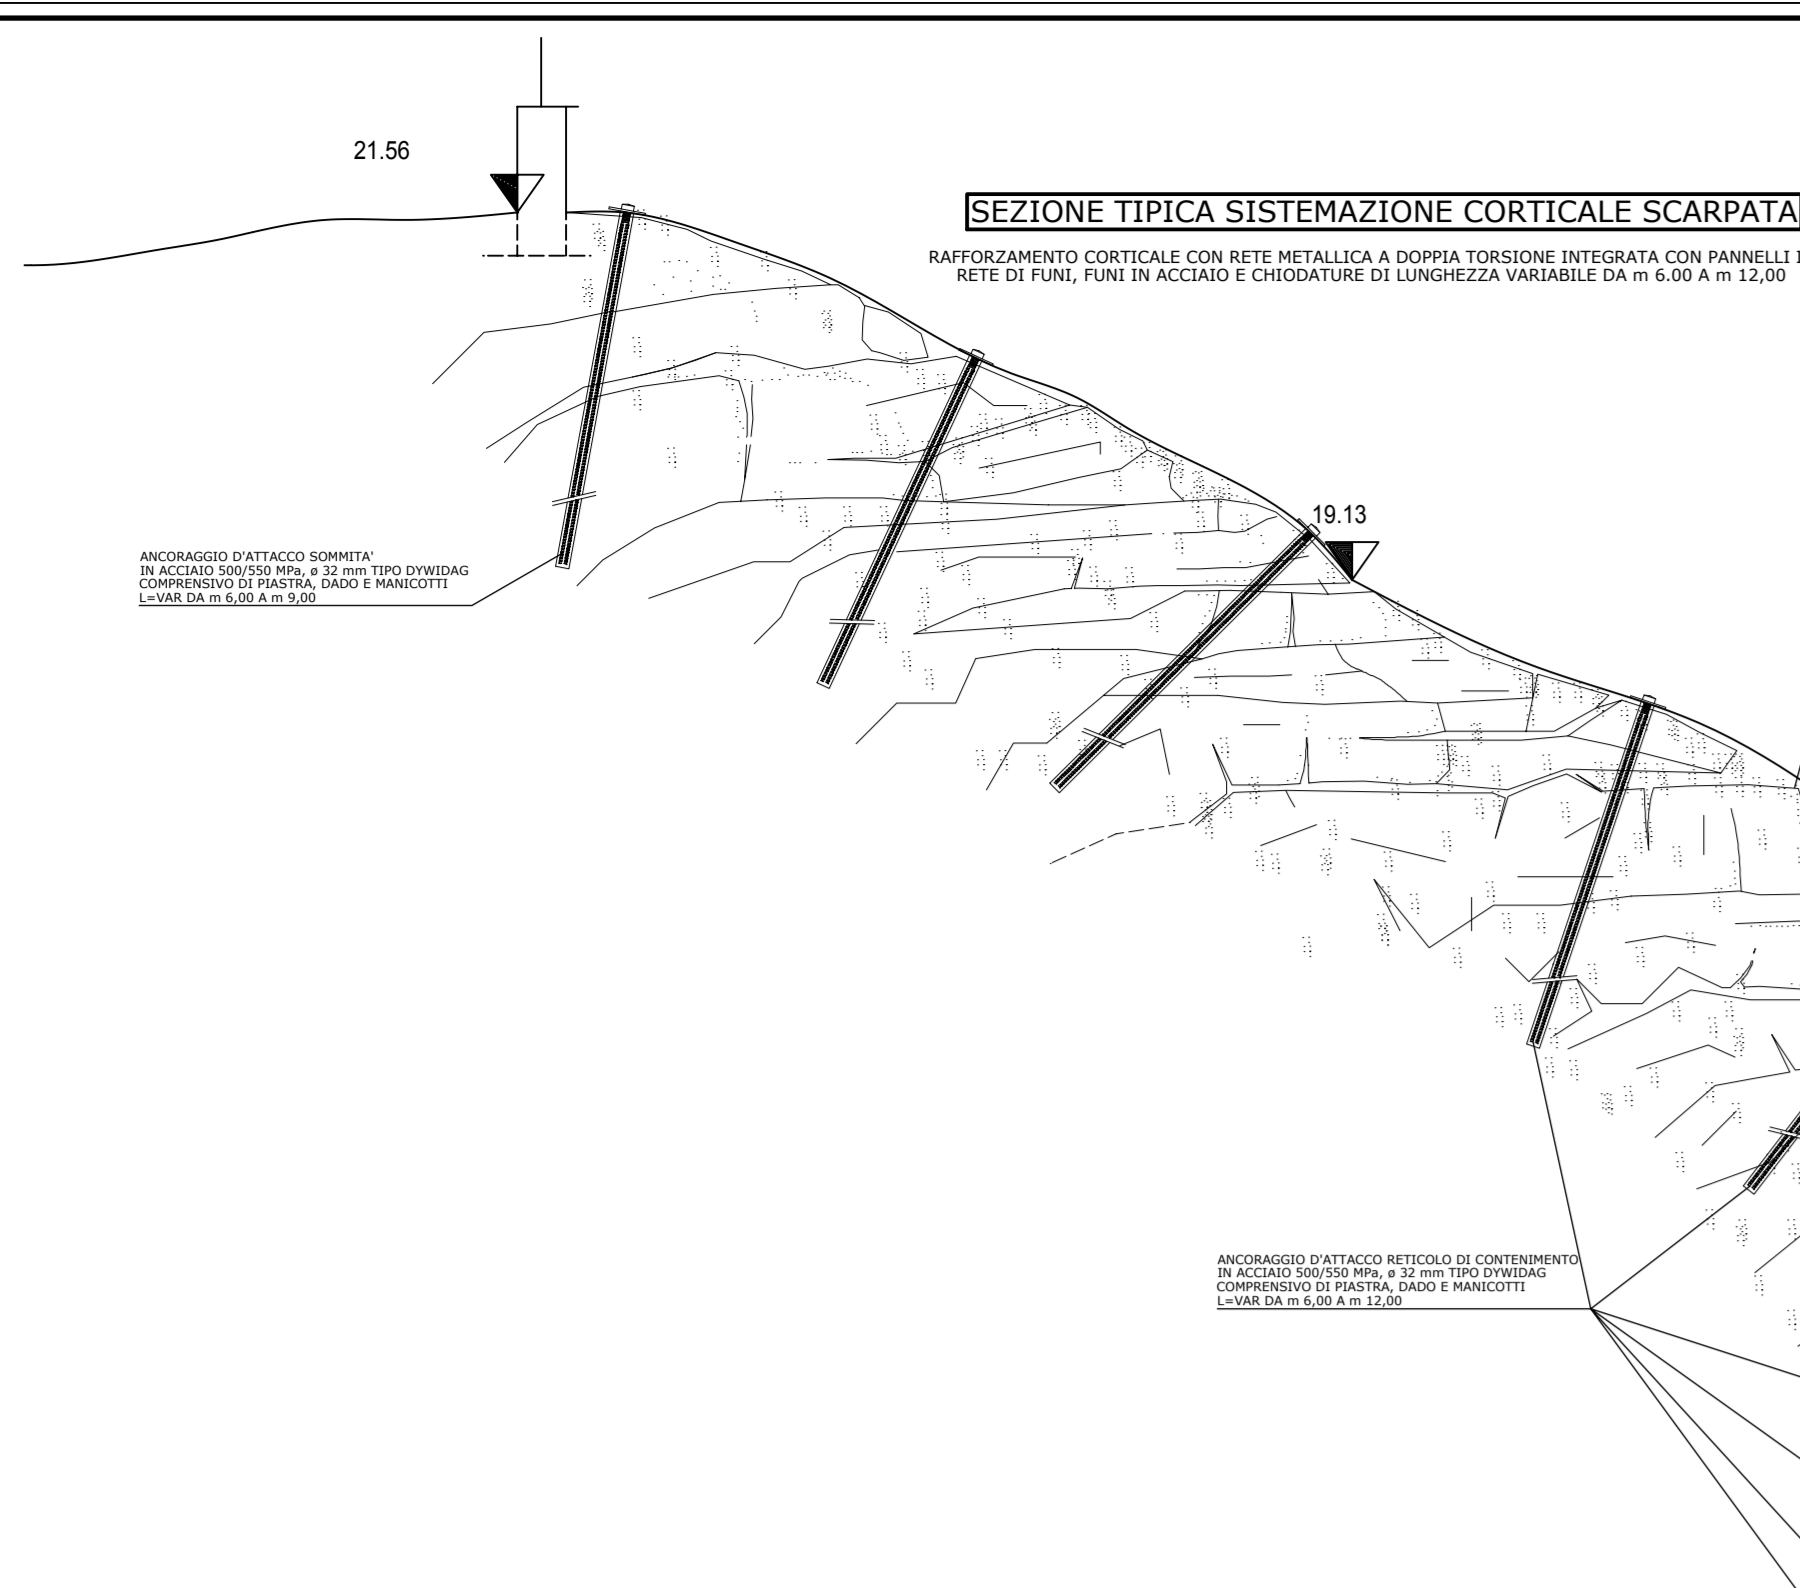 21.56
SEZIONE TIPICA SISTEMAZIONE CORTICALE SCARPATA
RAFFORZAMENTO CORTICALE CON RETE METALLICA A DOPPIA TORSIONE INTEGRATA CON PANNELLI
RETE DI FUNI, FUNI IN ACCIAIO E CHIODATURE DI LUNGHEZZA VARIABILE DA m 6.00 A m 12,00
19.13
ANCORAGGIO D'ATTACCO SOMMITA'
IN ACCIAIO 500/550 MPa, ø 32 mm TIPO DYWIDAG
COMPRENSIVO DI PIASTRA, DADO E MANICOTTI
L=VAR DA m 6,00 A m 9,00
ANCORAGGIO D'ATTACCO RETICOLO DI CONTENIMENTO
IN ACCIAIO 500/550 MPa, ø 32 mm TIPO DYWIDAG
COMPRENSIVO DI PIASTRA, DADO E MANICOTTI
L=VAR DA m 6,00 A m 12,00